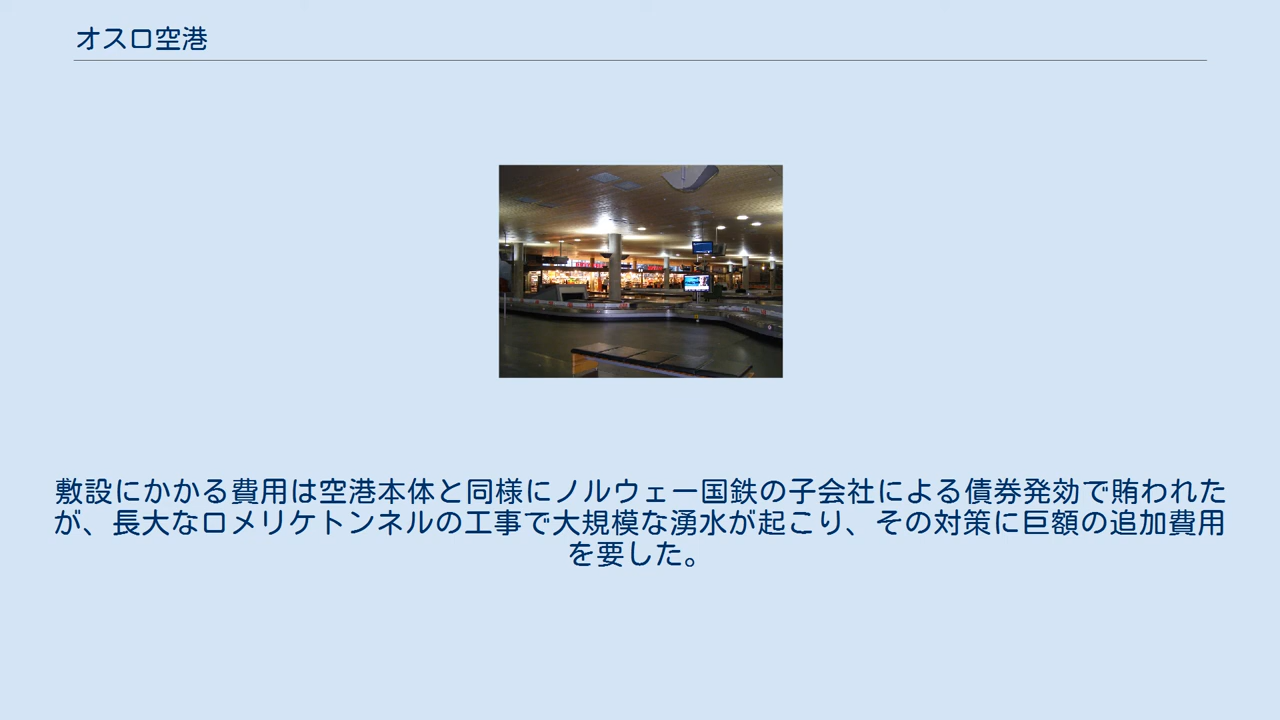 オスロ空港
敷設にかかる費用は空港本体と同様にノルウェー国鉄の子会社による債券発効で賄われた
が、長大なロメリケトンネルの工事で大規模な湧水が起こり、その対策に巨額の追加費用
を要した。